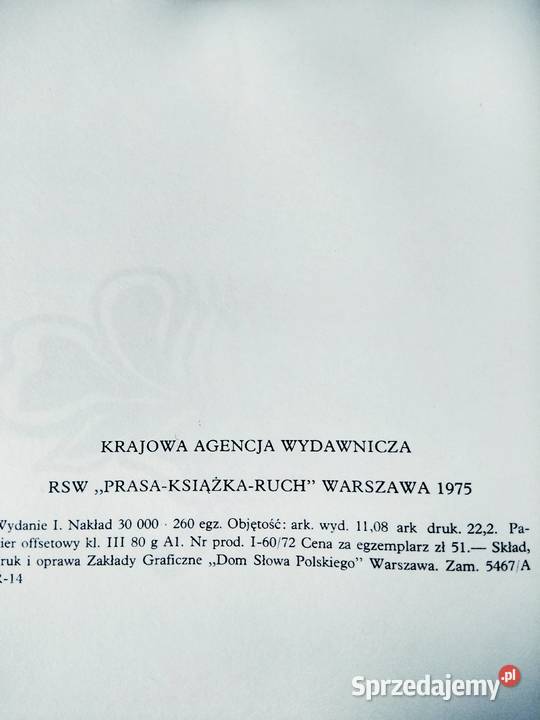 KRAJOWA AGENCJA WYDAWNICZA
RSW „PRASA-KSIĄŻKA-RUCH” WARSZAWA 1975
Wydanie I. Nakład 30 000 · 260 egz. Objętość: ark. wyd. 11,08 ark druk. 22,2. Pa-
ier offsetowy kl. III 80 g A1. Nr prod. I-60/72 Cena za egzemplarz zł 51.— Skład,
ruk i oprawa Zakłady Graficzne „Dom Słowa Polskiego” Warszawa. Zam. 5467/A
R-14
Sprzedajemy.pl